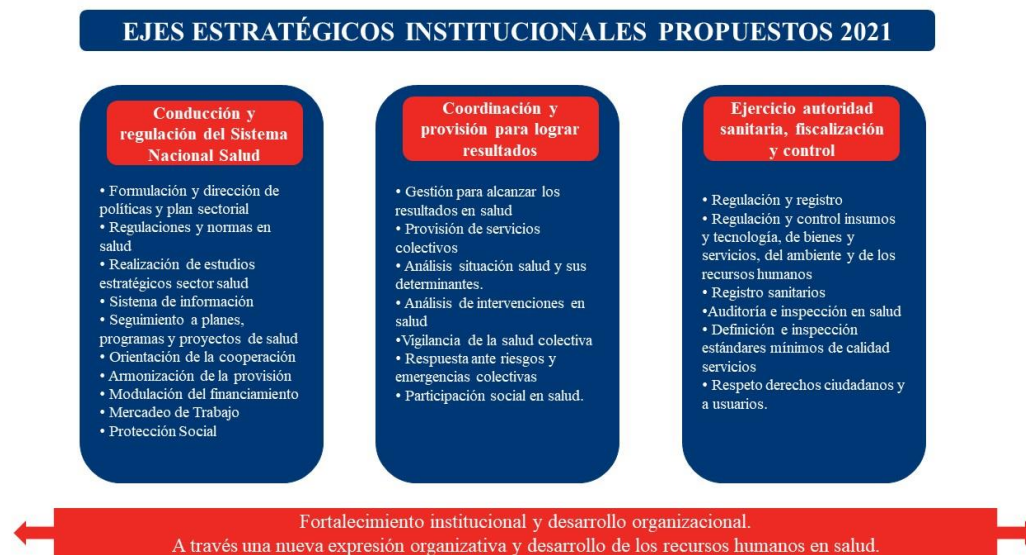 EJES ESTRATÉGICOS INSTITUCIONALES PROPUESTOS 2021
Conducción y
regulación del Sistema
Nacional Salud
• Formulación y dirección de
políticas y plan sectorial
• Regulaciones y normas en
salud
• Realización de estudios
estratégicos sector salud
• Sistema de información
• Seguimiento a planes,
programas y proyectos de salud
• Orientación de la cooperación
• Armonización de la provisión
• Modulación del financiamiento
• Mercadeo de Trabajo
• Protección Social
Coordinación y
provisión para lograr
resultados
• Gestión para alcanzar los
resultados en salud
• Provisión de servicios
colectivos
• Análisis situación salud y sus
determinantes.
• Análisis de intervenciones en
salud
•Vigilancia de la salud colectiva
• Respuesta ante riesgos y
emergencias colectivas
• Participación social en salud.
Ejercicio autoridad
sanitaria, fiscalización
y control
• Regulación y registro
• Regulación y control insumos
y tecnología, de bienes y
servicios, del ambiente y de los
recursos humanos
• Registro sanitarios
•Auditoría e inspección en salud
• Definición e inspección
estándares mínimos de calidad
servicios
• Respeto derechos ciudadanos y
a usuarios.
Fortalecimiento institucional y desarrollo organizacional.
A través una nueva expresión organizativa y desarrollo de los recursos humanos en salud.